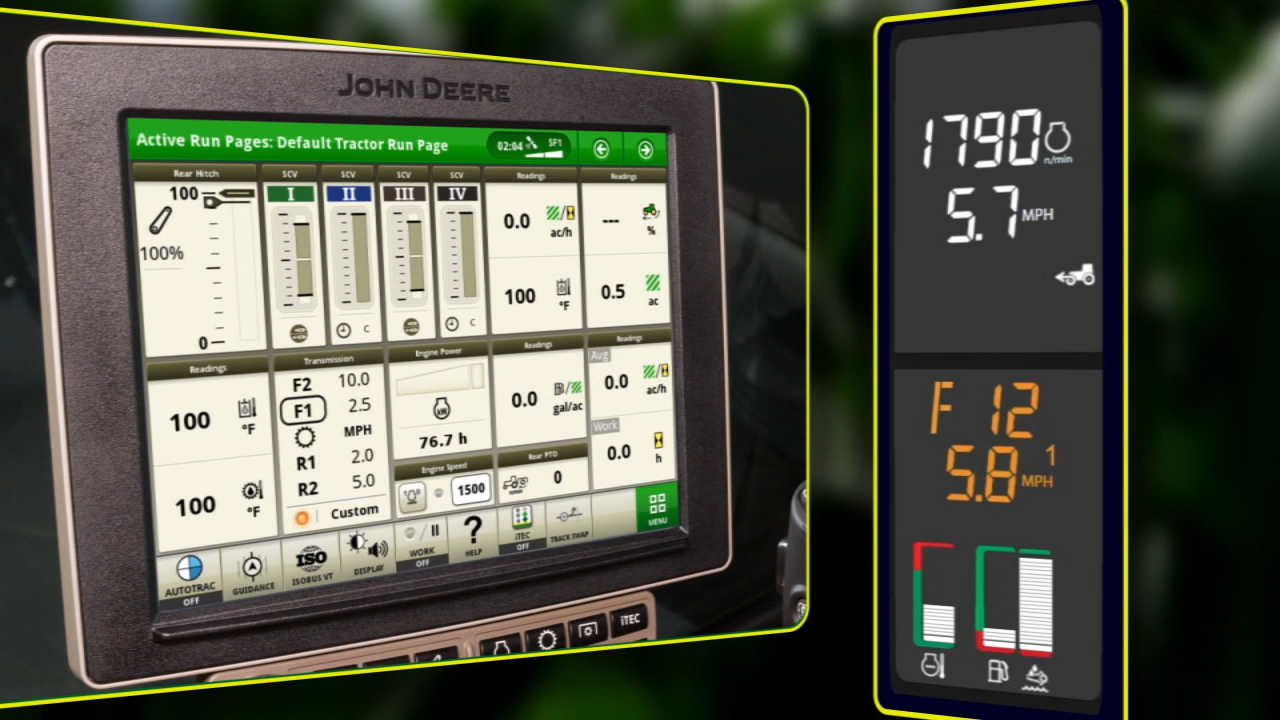 JOHN DEERE
Active Run Pages: Default Tractor Run Page
02:04 SF1
Rear Hitch
100
100%
0
SCV
I
SCV
II
C
SCV
III
SCV
IV
C
Readings
0.0
ac/h
100
°F
Readings
---
%
0.5
ac
Readings
100
°F
100
°F
Transmission
F2 10.0
F1 2.5
MPH
R1 2.0
R2 5.0
Custom
Engine Power
76.7 h
Engine Speed
1500
Readings
0.0
gal/ac
Rear PTO
0
Readings
Avg
0.0
ac/h
Work
0.0
h
AUTOTRAC
OFF
GUIDANCE
ISO
ISOBUS VT
DISPLAY
WORK
OFF
?
HELP
iTEC
OFF
TRACK SWAP
MENU
iTEC
1790
n/min
5.7 MPH
F 12
1
5.8 MPH